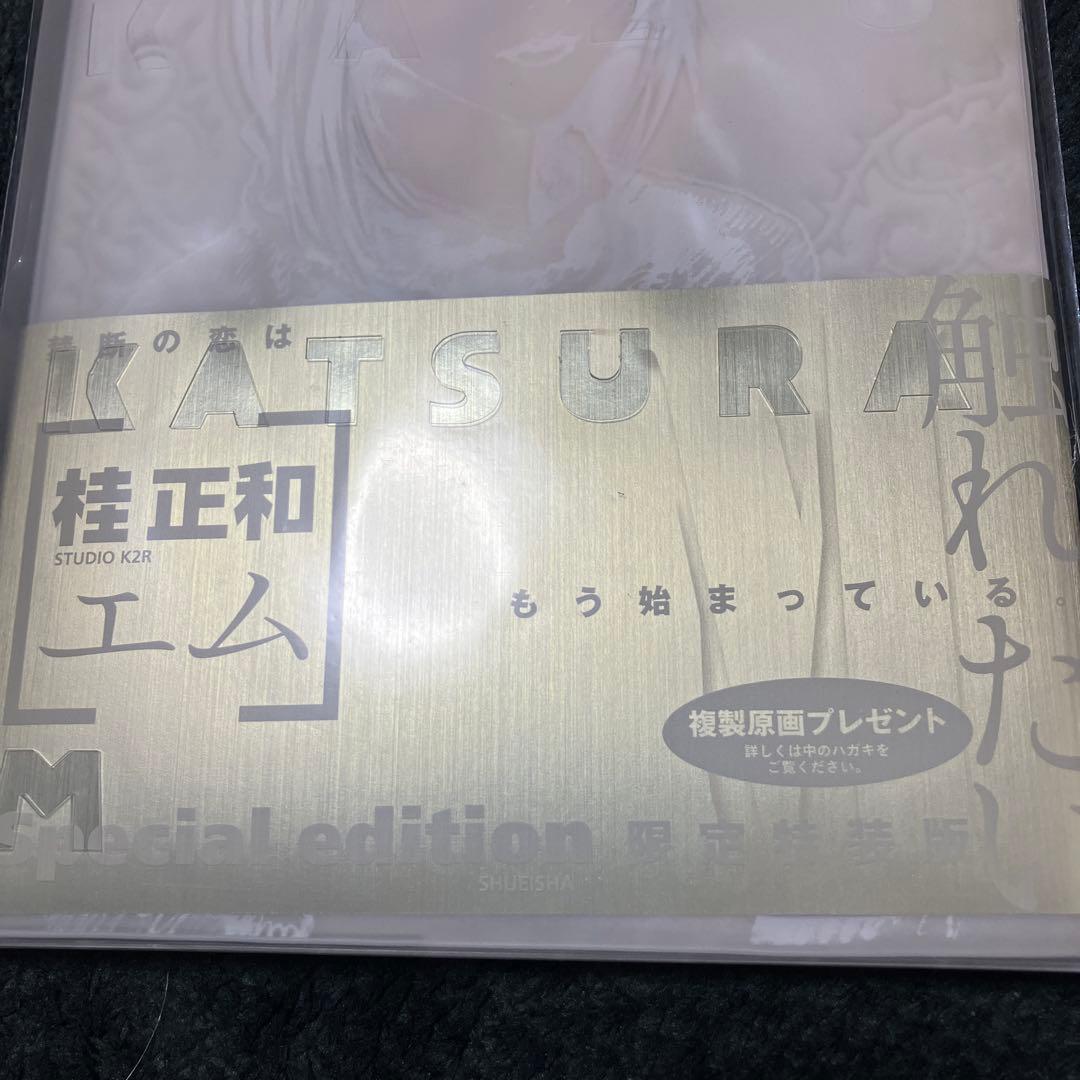 禁断の恋は
KATSURA
触れたい
桂正和
STUDIO K2R
エム
もう始まっている。
複製原画プレゼント
詳しくは中のハガキを
ご覧ください。
M
Special edition 限定特装版
SHUEISHA